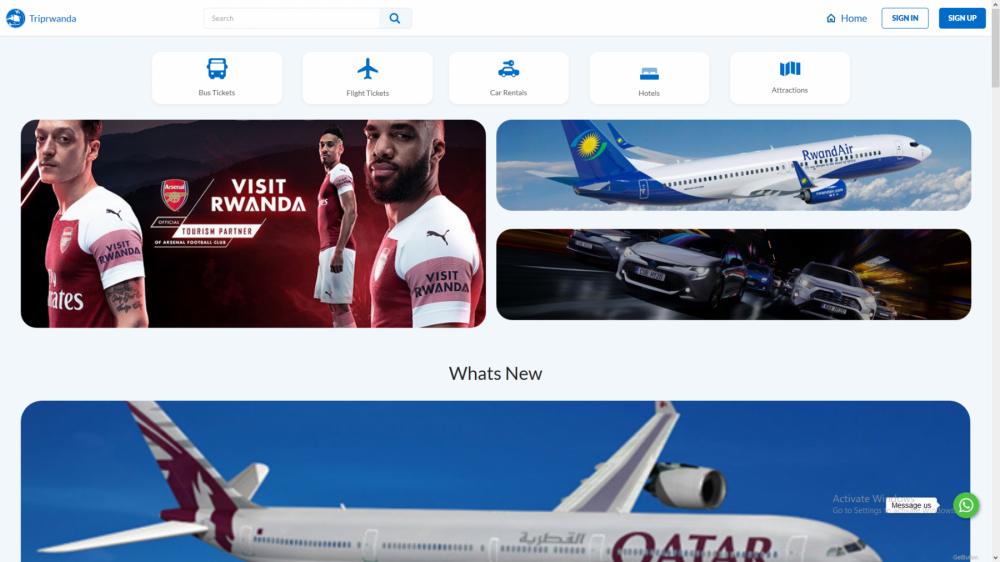 Triprwanda
Search
Home
SIGN IN
SIGN UP
Bus Tickets
Flight Tickets
Car Rentals
Hotels
Attractions
Arsenal
VISIT
RWANDA
OFFICIAL
TOURISM PARTNER
OF ARSENAL FOOTBALL CLUB
VISIT
RWANDA
VISIT
RWANDA
RwandAir
Whats New
القطرية
QATAR
Activate Windows
Go to Settings
Message us
GetButton